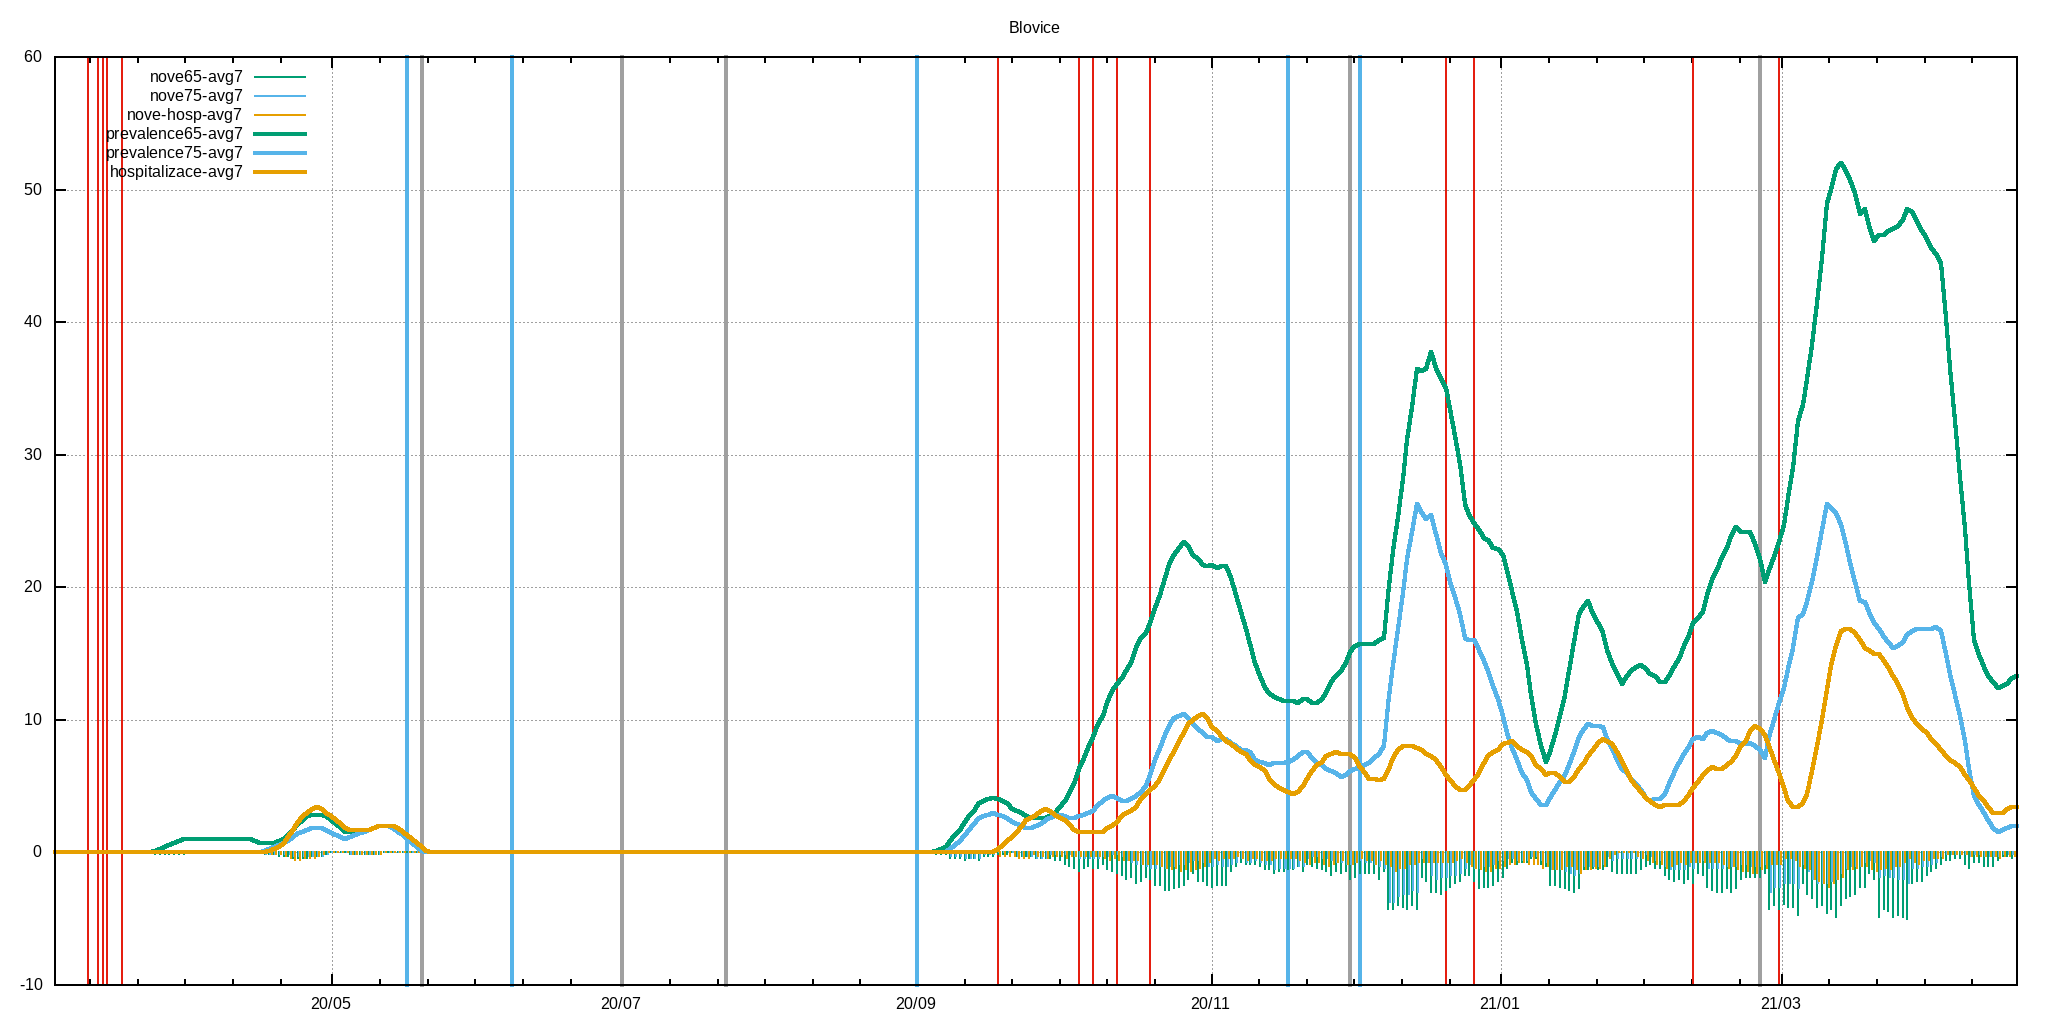 Blovice
60
nove65-avg7
nove75-avg7
nove-hosp-avg7
prevalence65-avg7
prevalence75-avg7
hospitalizace-avg7
50
40
30
20
10
0
-10
20/05 20/07 20/09 20/11 21/01 21/03